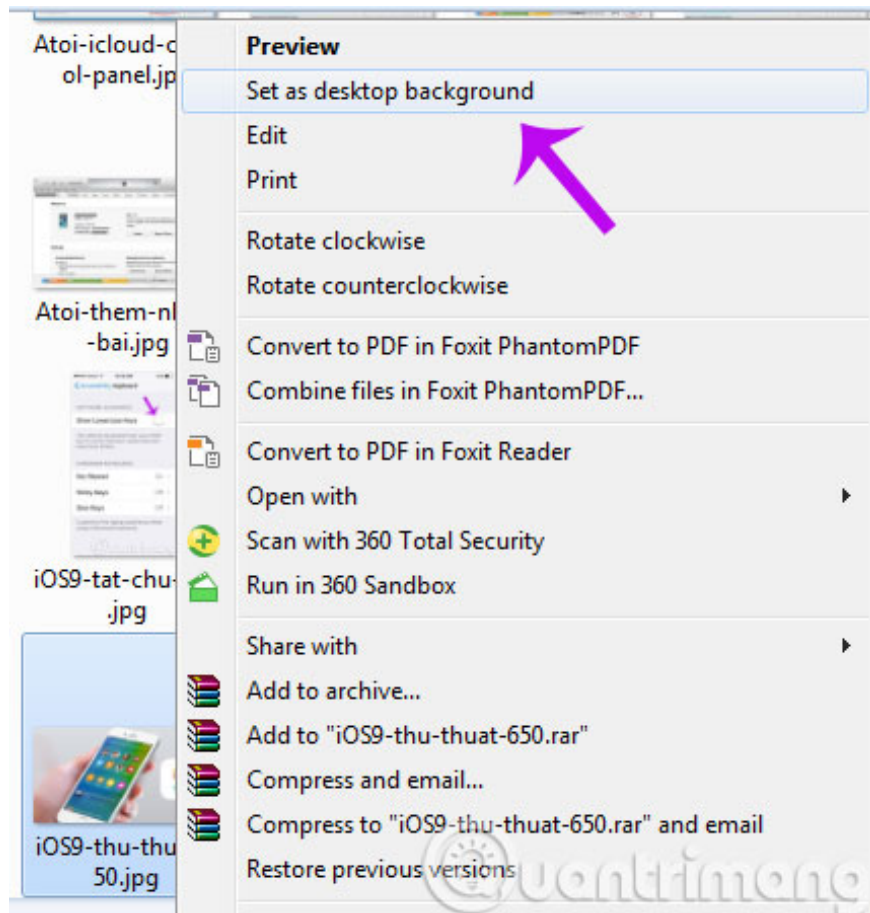 Atoi-icloud-c
ol-panel.jp
Atoi-them-nl
-bai.jpg
iOS9-tat-chu-
.jpg
iOS9-thu-thu
50.jpg
Preview
Set as desktop background
Edit
Print
Rotate clockwise
Rotate counterclockwise
Convert to PDF in Foxit PhantomPDF
Combine files in Foxit PhantomPDF...
Convert to PDF in Foxit Reader
Open with
Scan with 360 Total Security
Run in 360 Sandbox
Share with
Add to archive...
Add to "iOS9-thu-thuat-650.rar"
Compress and email...
Compress to "iOS9-thu-thuat-650.rar" and email
Restore previous versions
Quantrimang